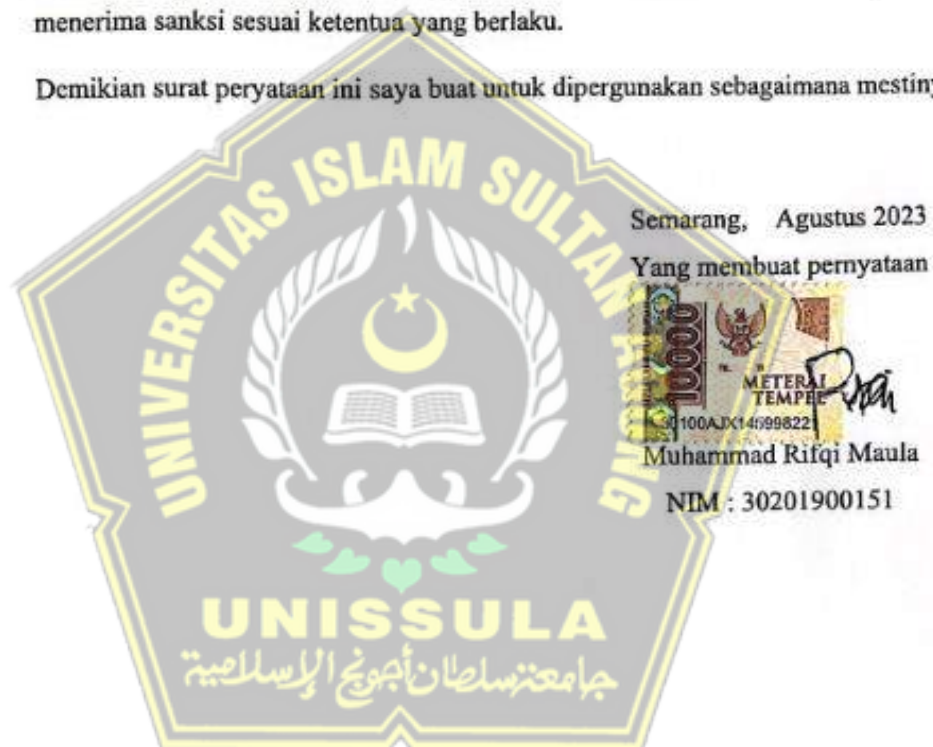 menerima sanksi sesuai ketentua yang berlaku.
Demikian surat peryataan ini saya buat untuk dipergunakan sebagaimana mestiny
UNIVERSITAS ISLAM SULTAN AGUNG
Semarang, Agustus 2023
Yang membuat pernyataan
10000
METERAI
TEMPEL
Muhammad Rifqi Maula
NIM : 30201900151
UNISSULA
جامعة سلطان أجونج الإسلامية